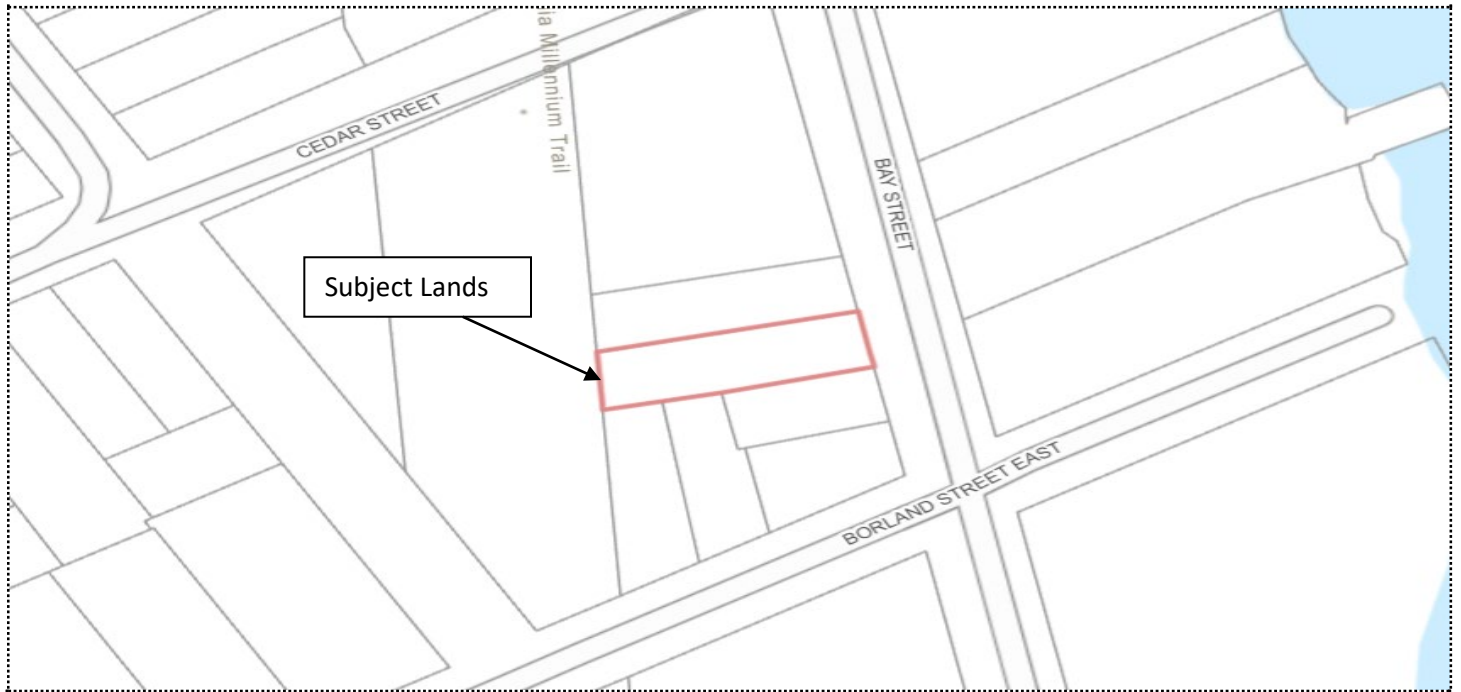 ia Millennium Trail
CEDAR STREET
BAY STREET
Subject Lands
BORLAND STREET EAST